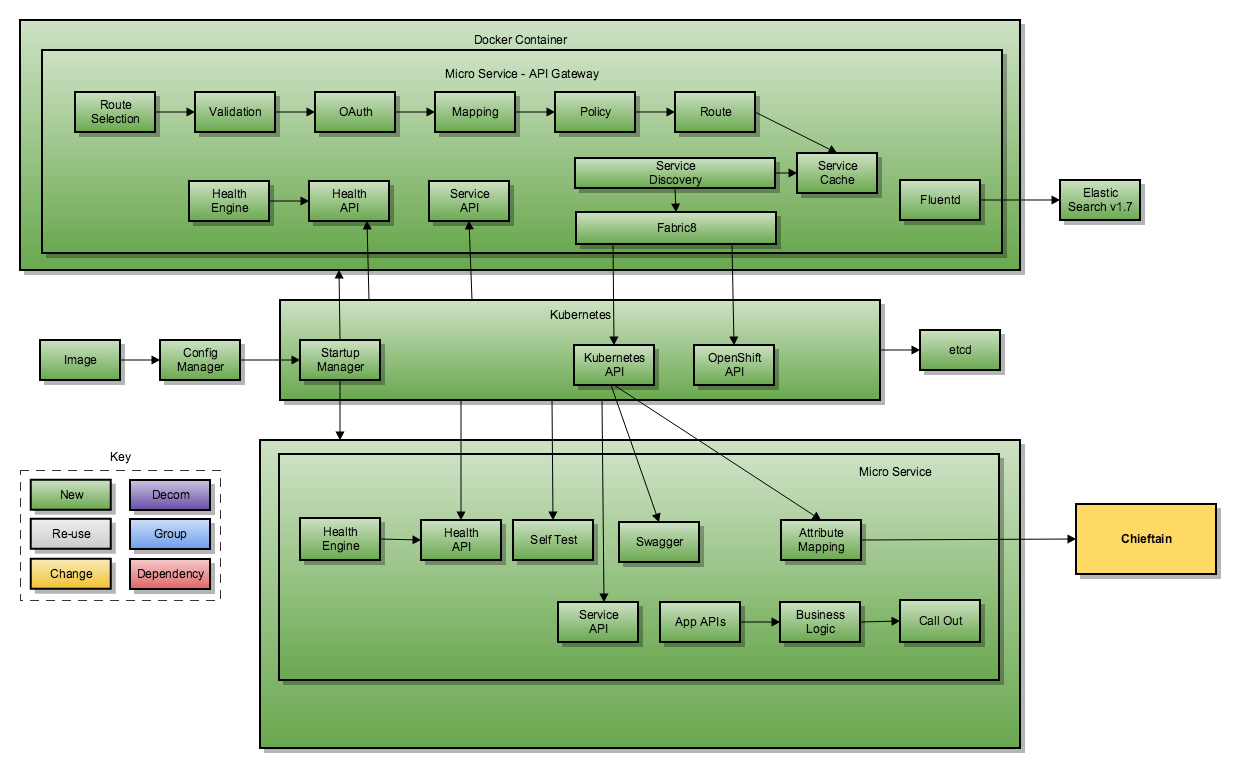 Docker Container
Micro Service - API Gateway
Route
Selection
Validation
OAuth
Mapping
Policy
Route
Service
Discovery
Service
Cache
Health
Engine
Health
API
Service
API
Fabric8
Fluentd
Elastic
Search v1.7
Kubernetes
Image
Config
Manager
Startup
Manager
Kubernetes
API
OpenShift
API
etcd
Key
New
Decom
Re-use
Group
Change
Dependency
Micro Service
Health
Engine
Health
API
Self Test
Swagger
Attribute
Mapping
Chieftain
Service
API
App APIs
Business
Logic
Call Out